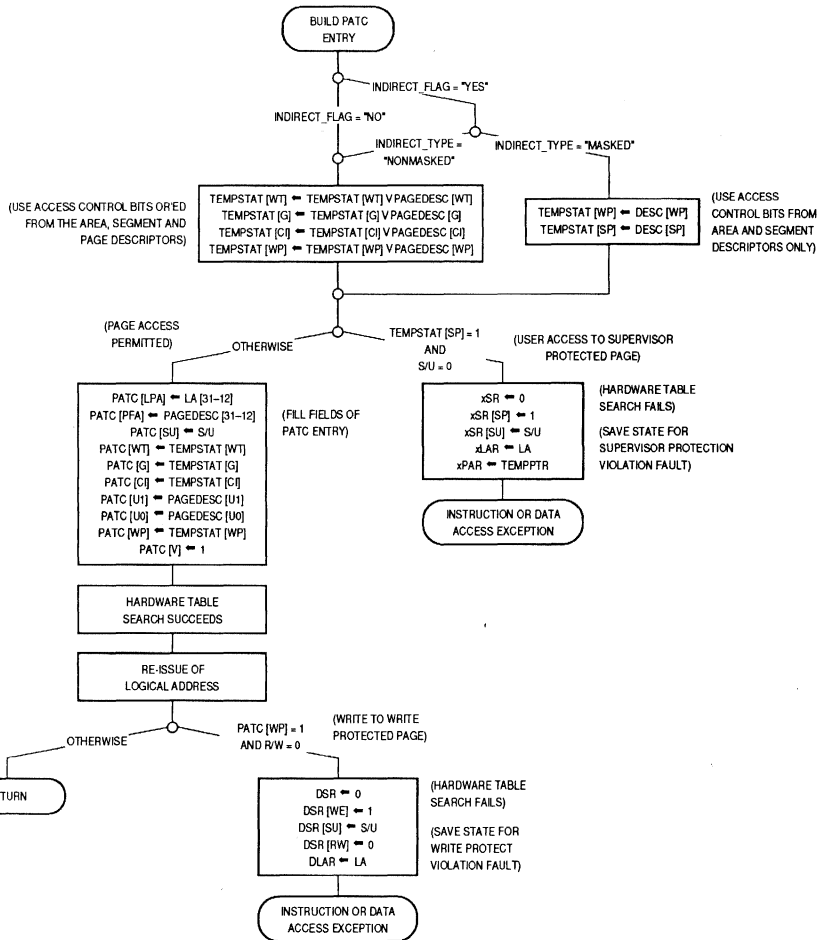 BUILD PATC
ENTRY
INDIRECT_FLAG = "YES"
INDIRECT_FLAG = "NO"
INDIRECT_TYPE =
"NONMASKED"
INDIRECT_TYPE = "MASKED"
(USE ACCESS CONTROL BITS OR'ED
FROM THE AREA, SEGMENT AND
PAGE DESCRIPTORS)
TEMPSTAT [WT] ← TEMPSTAT [WT] V PAGEDESC [WT]
TEMPSTAT [G] ← TEMPSTAT [G] V PAGEDESC [G]
TEMPSTAT [CI] ← TEMPSTAT [CI] V PAGEDESC [CI]
TEMPSTAT [WP] ← TEMPSTAT [WP] V PAGEDESC [WP]
TEMPSTAT [WP] ← DESC [WP]
TEMPSTAT [SP] ← DESC [SP]
(USE ACCESS
CONTROL BITS FROM
AREA AND SEGMENT
DESCRIPTORS ONLY)
(PAGE ACCESS
PERMITTED)
OTHERWISE
TEMPSTAT [SP] = 1
AND
S/U = 0
(USER ACCESS TO SUPERVISOR
PROTECTED PAGE)
PATC [LPA] ← LA [31–12]
PATC [PFA] ← PAGEDESC [31–12]
PATC [SU] ← S/U
PATC [WT] ← TEMPSTAT [WT]
PATC [G] ← TEMPSTAT [G]
PATC [CI] ← TEMPSTAT [CI]
PATC [U1] ← PAGEDESC [U1]
PATC [U0] ← PAGEDESC [U0]
PATC [WP] ← TEMPSTAT [WP]
PATC [V] ← 1
(FILL FIELDS OF
PATC ENTRY)
xSR ← 0
xSR [SP] ← 1
xSR [SU] ← S/U
xLAR ← LA
xPAR ← TEMPPTR
(HARDWARE TABLE
SEARCH FAILS)
(SAVE STATE FOR
SUPERVISOR PROTECTION
VIOLATION FAULT)
INSTRUCTION OR DATA
ACCESS EXCEPTION
HARDWARE TABLE
SEARCH SUCCEEDS
RE-ISSUE OF
LOGICAL ADDRESS
OTHERWISE
PATC [WP] = 1
AND R/W = 0
(WRITE TO WRITE
PROTECTED PAGE)
TURN
DSR ← 0
DSR [WE] ← 1
DSR [SU] ← S/U
DSR [RW] ← 0
DLAR ← LA
(HARDWARE TABLE
SEARCH FAILS)
(SAVE STATE FOR
WRITE PROTECT
VIOLATION FAULT)
INSTRUCTION OR DATA
ACCESS EXCEPTION